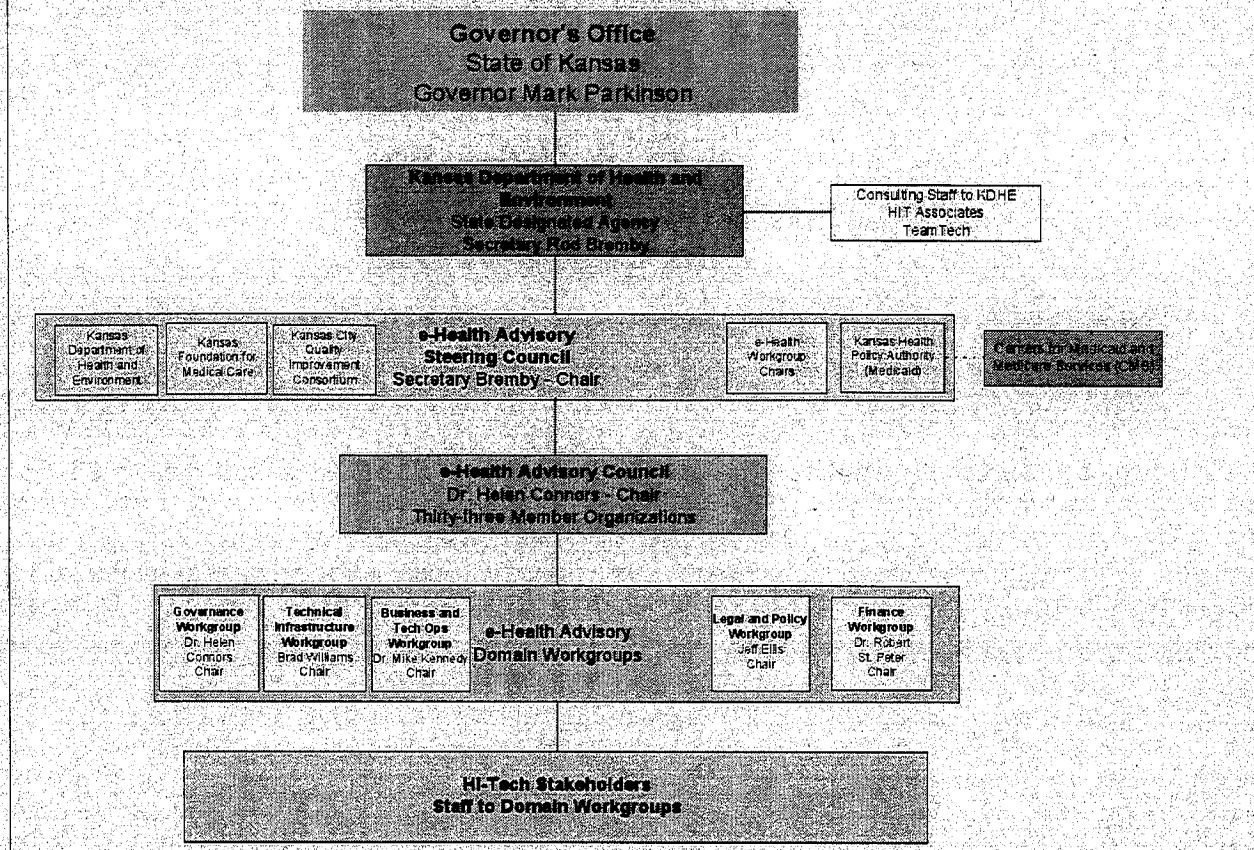 Governor's Office
State of Kansas
Governor Mark Parkinson
Kansas Department of Health and
Environment
State Designated Agency
Secretary Rod Bremby
Consulting Staff to KDHE
HIT Associates
TeamTech
Kansas
Department of
Health and
Environment
Kansas
Foundation for
Medical Care
Kansas City
Quality
Improvement
Consortium
e-Health Advisory
Steering Council
Secretary Bremby - Chair
e-Health
Workgroup
Chairs
Kansas Health
Policy Authority
(Medicaid)
Centers for Medicaid and
Medicare Services (CMS)
e-Health Advisory Council
Dr. Helen Connors - Chair
Thirty-three Member Organizations
Governance
Workgroup
Dr. Helen
Connors
Chair
Technical
Infrastructure
Workgroup
Brad Williams
Chair
Business and
Tech Ops
Workgroup
Dr. Mike Kennedy
Chair
e-Health Advisory
Domain Workgroups
Legal and Policy
Workgroup
Jeff Ellis
Chair
Finance
Workgroup
Dr. Robert
St. Peter
Chair
Hi-Tech Stakeholders
Staff to Domain Workgroups